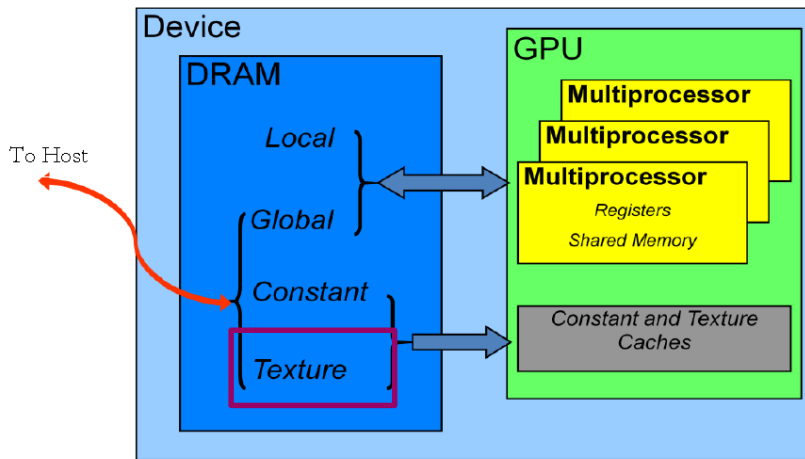 Device
DRAM
Local
Global
Constant
Texture
To Host
GPU
Multiprocessor
Multiprocessor
Multiprocessor
Registers
Shared Memory
Constant and Texture
Caches